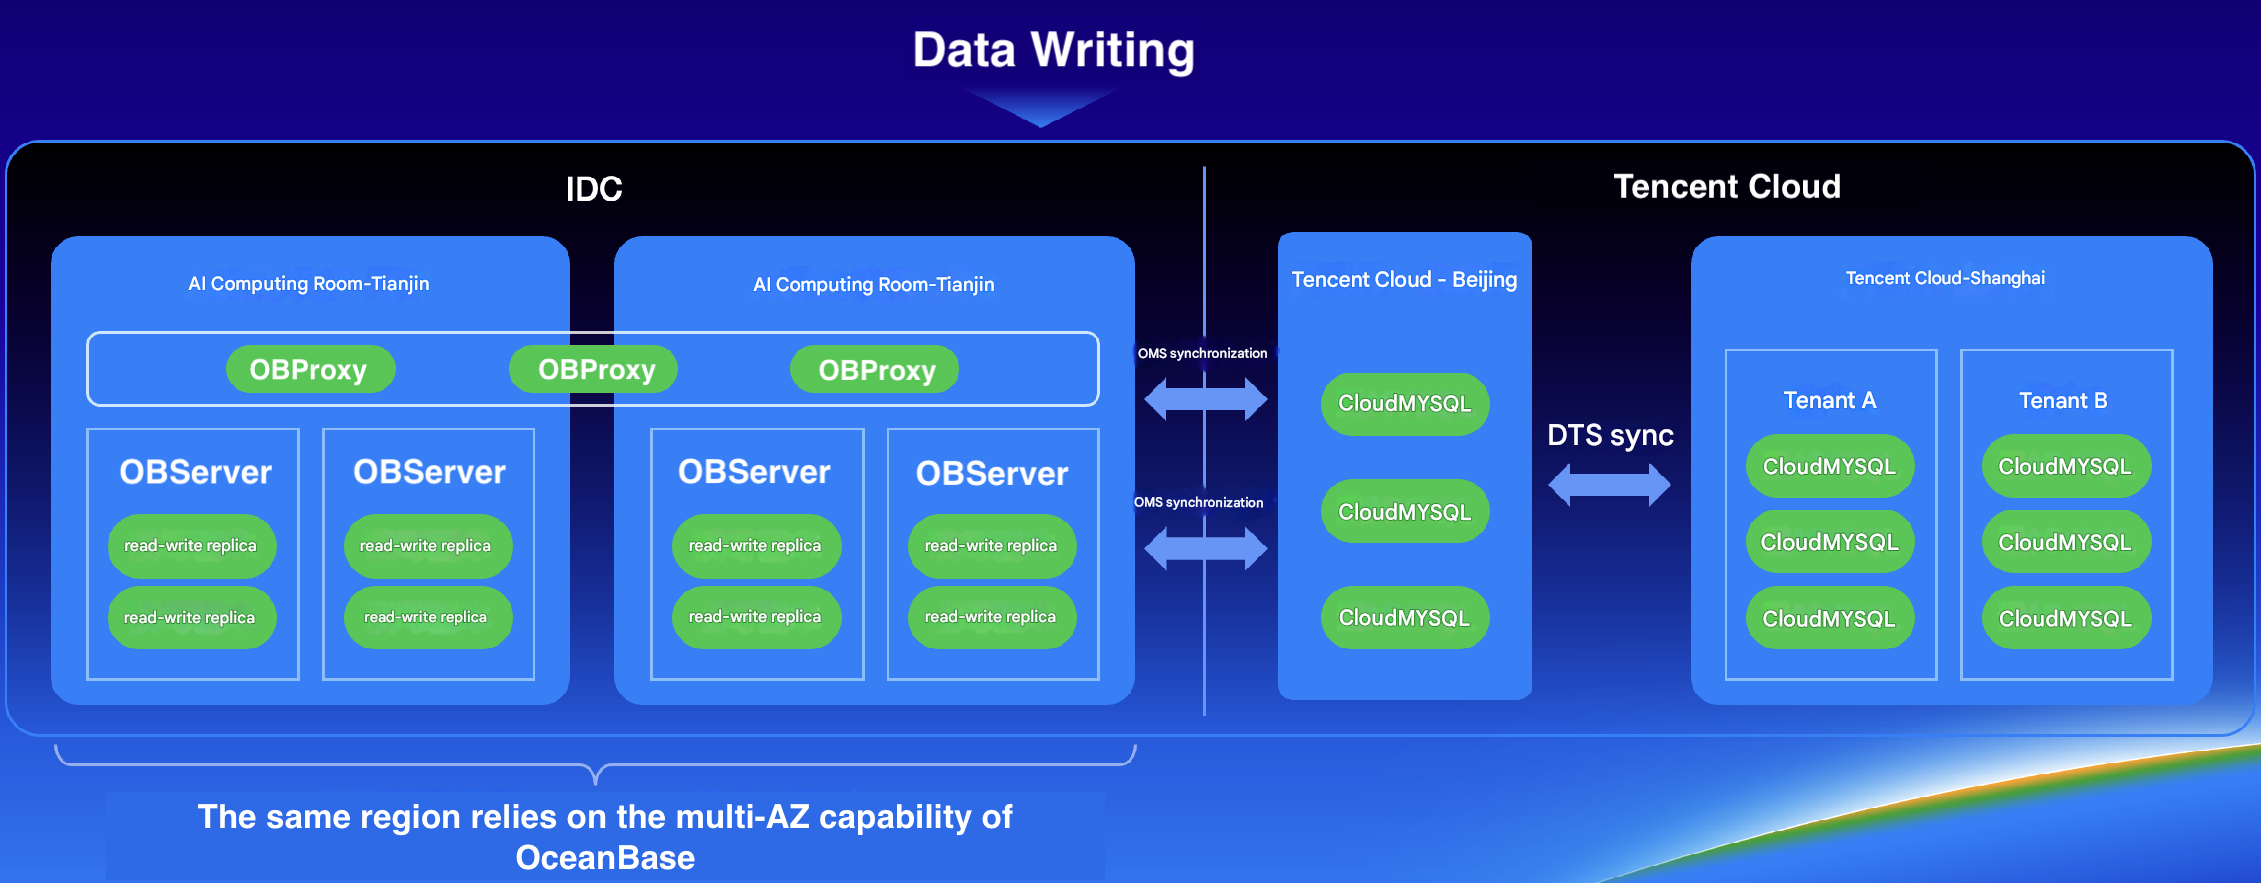 Data Writing
IDC
Tencent Cloud
AI Computing Room-Tianjin
AI Computing Room-Tianjin
OBProxy
OBProxy
OBProxy
OBServer
read-write replica
read-write replica
OBServer
read-write replica
read-write replica
OBServer
read-write replica
read-write replica
OBServer
read-write replica
read-write replica
OMS synchronization
OMS synchronization
Tencent Cloud - Beijing
CloudMYSQL
CloudMYSQL
CloudMYSQL
DTS sync
Tencent Cloud-Shanghai
Tenant A
CloudMYSQL
CloudMYSQL
CloudMYSQL
Tenant B
CloudMYSQL
CloudMYSQL
CloudMYSQL
The same region relies on the multi-AZ capability of
OceanBase